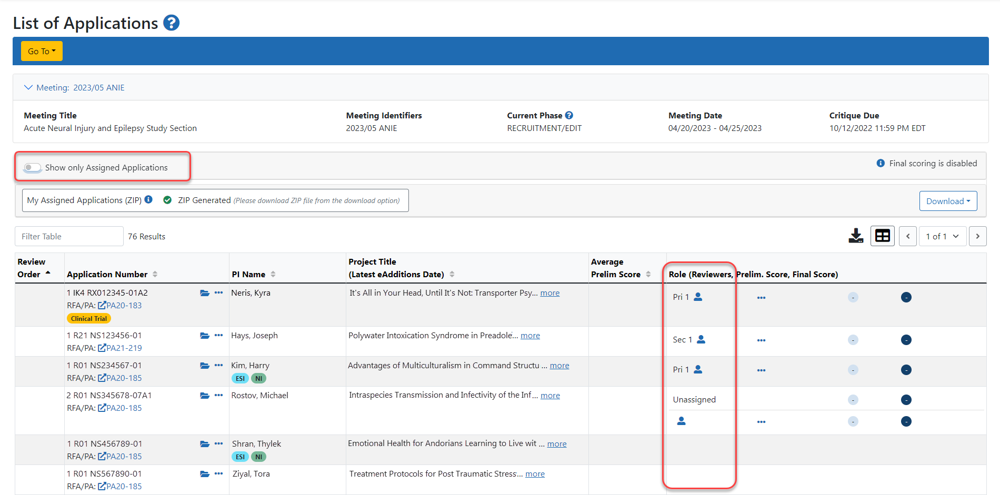 List of Applications ?
Go To
Meeting: 2023/05 ANIE
Meeting Title
Acute Neural Injury and Epilepsy Study Section
Meeting Identifiers
2023/05 ANIE
Current Phase ?
RECRUITMENT/EDIT
Meeting Date
04/20/2023 - 04/25/2023
Critique Due
10/12/2022 11:59 PM EDT
Show only Assigned Applications
i Final scoring is disabled
My Assigned Applications (ZIP) i ZIP Generated (Please download ZIP file from the download option)
Download
Filter Table
76 Results
1 of 1
Review
Order
Application Number
PI Name
Project Title
(Latest eAdditions Date)
Average
Prelim Score
Role (Reviewers, Prelim. Score, Final Score)
1 IK4 RX012345-01A2 ••• Neris, Kyra It's All in Your Head, Until It's Not: Transporter Psy... more Pri 1 ••• - -
RFA/PA: PA20-183
Clinical Trial
1 R21 NS123456-01 ••• Hays, Joseph Polywater Intoxication Syndrome in Preadole... more Sec 1 ••• - -
RFA/PA: PA21-219
1 R01 NS234567-01 ••• Kim, Harry Advantages of Multiculturalism in Command Structu ... more Pri 1 ••• - -
RFA/PA: PA20-185 ESI NI
2 R01 NS345678-07A1 ••• Rostov, Michael Intraspecies Transmission and Infectivity of the Inf... more Unassigned - -
RFA/PA: PA20-185
••• - -
1 R01 NS456789-01 ••• Shran, Thylek Emotional Health for Andorians Learning to Live wit ... more
RFA/PA: PA20-185 ESI NI
1 R01 NS567890-01 ••• Ziyal, Tora Treatment Protocols for Post Traumatic Stress... more
RFA/PA: PA20-185